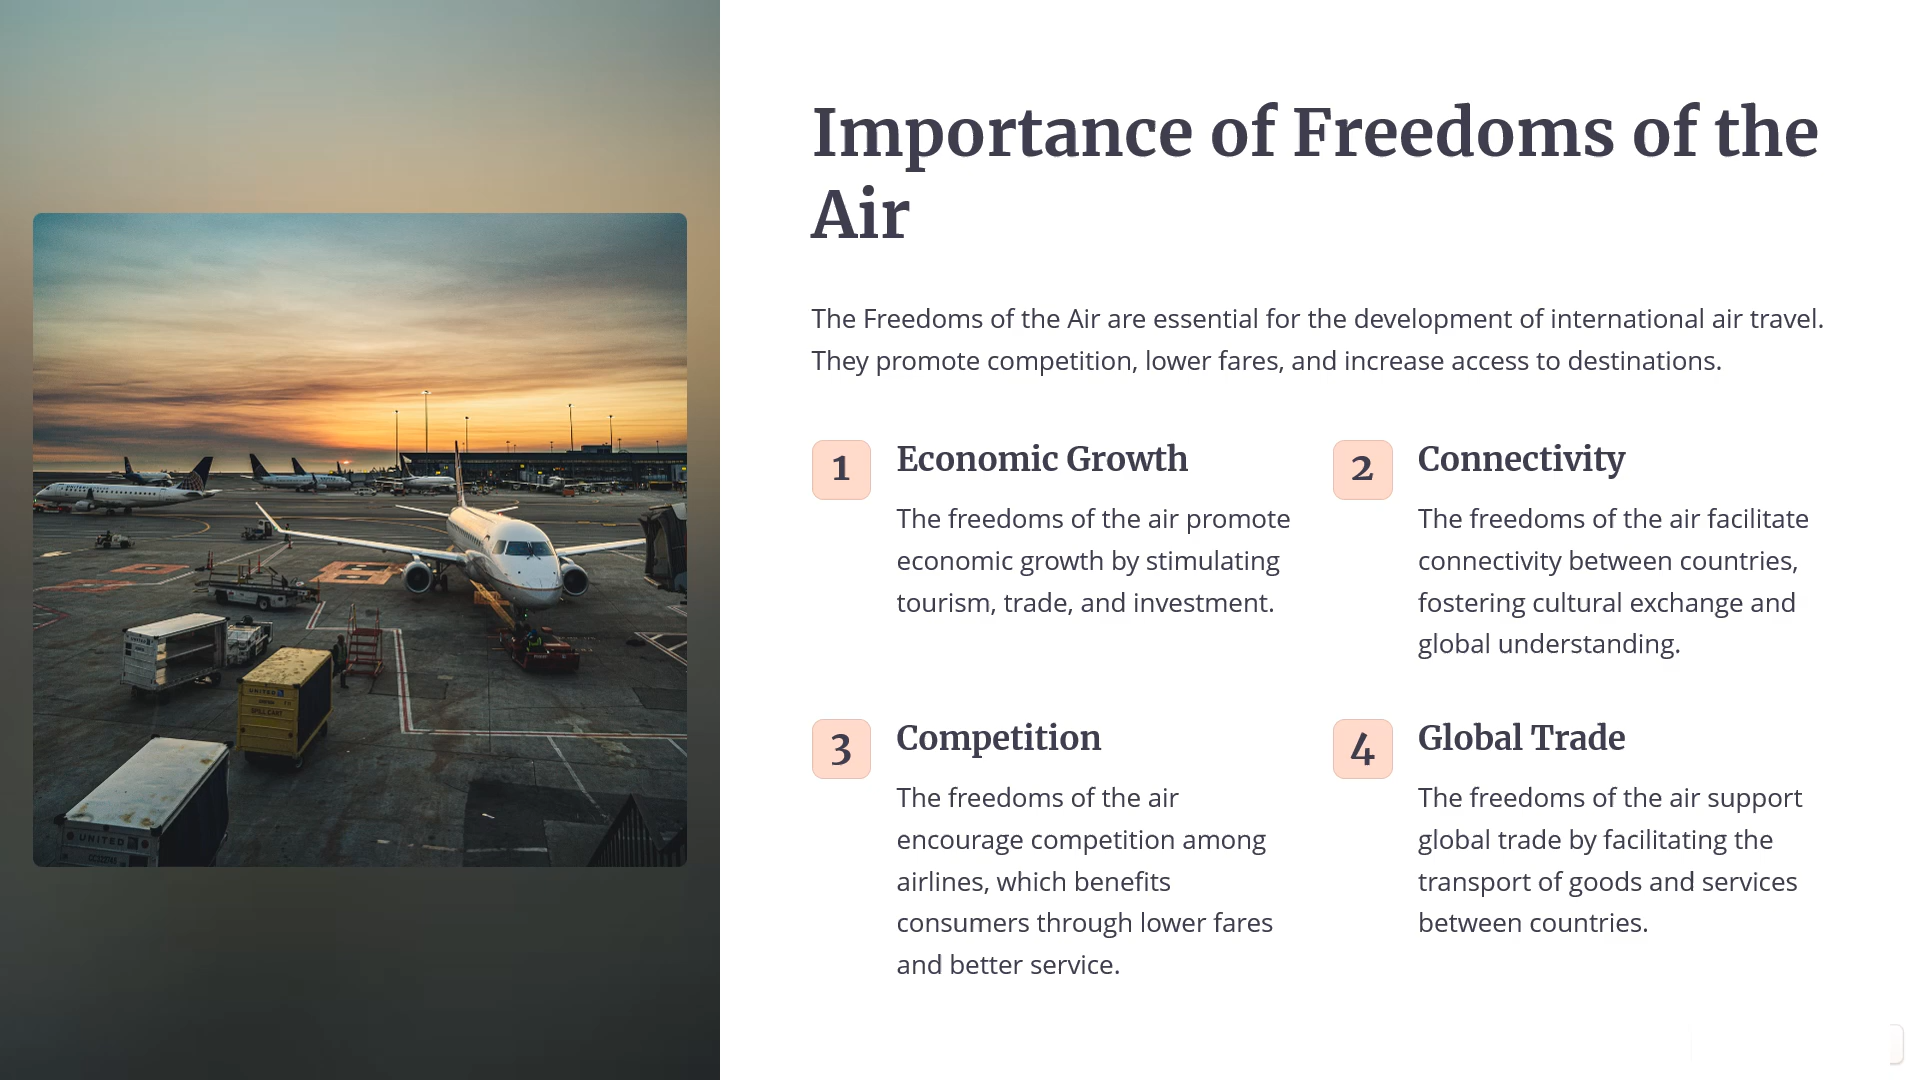 Importance of Freedoms of the
Air
The Freedoms of the Air are essential for the development of international air travel.
They promote competition, lower fares, and increase access to destinations.
1
Economic Growth
The freedoms of the air promote
economic growth by stimulating
tourism, trade, and investment.
2
Connectivity
The freedoms of the air facilitate
connectivity between countries,
fostering cultural exchange and
global understanding.
3
Competition
The freedoms of the air
encourage competition among
airlines, which benefits
consumers through lower fares
and better service.
4
Global Trade
The freedoms of the air support
global trade by facilitating the
transport of goods and services
between countries.
UNITED
UNITED